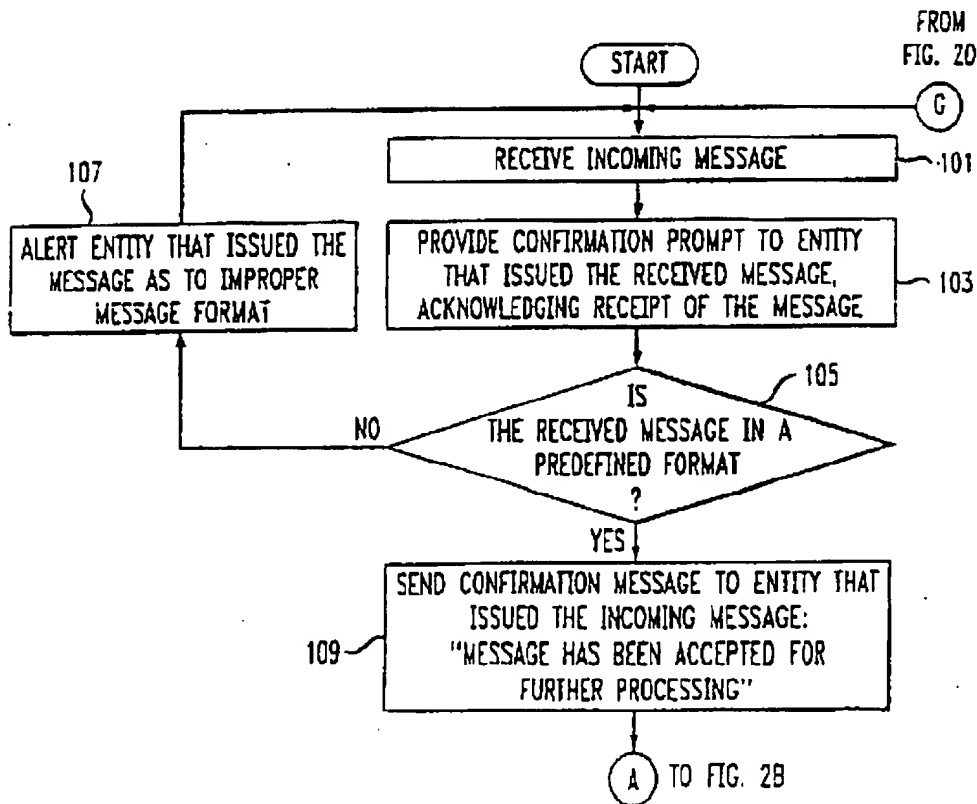 FROM
FIG. 2D
START
G
RECEIVE INCOMING MESSAGE
101
107
ALERT ENTITY THAT ISSUED THE
MESSAGE AS TO IMPROPER
MESSAGE FORMAT
PROVIDE CONFIRMATION PROMPT TO ENTITY
THAT ISSUED THE RECEIVED MESSAGE,
ACKNOWLEDGING RECEIPT OF THE MESSAGE
103
105
IS
THE RECEIVED MESSAGE IN A
PREDEFINED FORMAT
?
NO
YES
SEND CONFIRMATION MESSAGE TO ENTITY THAT
ISSUED THE INCOMING MESSAGE:
"MESSAGE HAS BEEN ACCEPTED FOR
FURTHER PROCESSING"
109
A
TO FIG. 2B